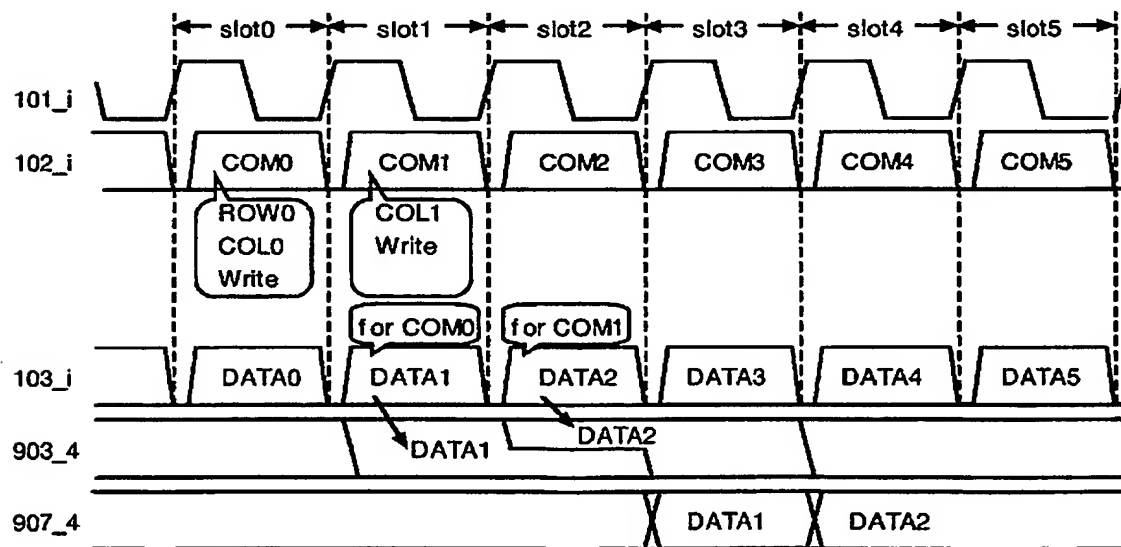 slot0 slot1 slot2 slot3 slot4 slot5
101_i
102_i COM0 COM1 COM2 COM3 COM4 COM5
ROW0 COL1
COL0 Write
Write
for COM0 for COM1
103_i DATA0 DATA1 DATA2 DATA3 DATA4 DATA5
903_4 DATA1 DATA2
907_4 DATA1 DATA2